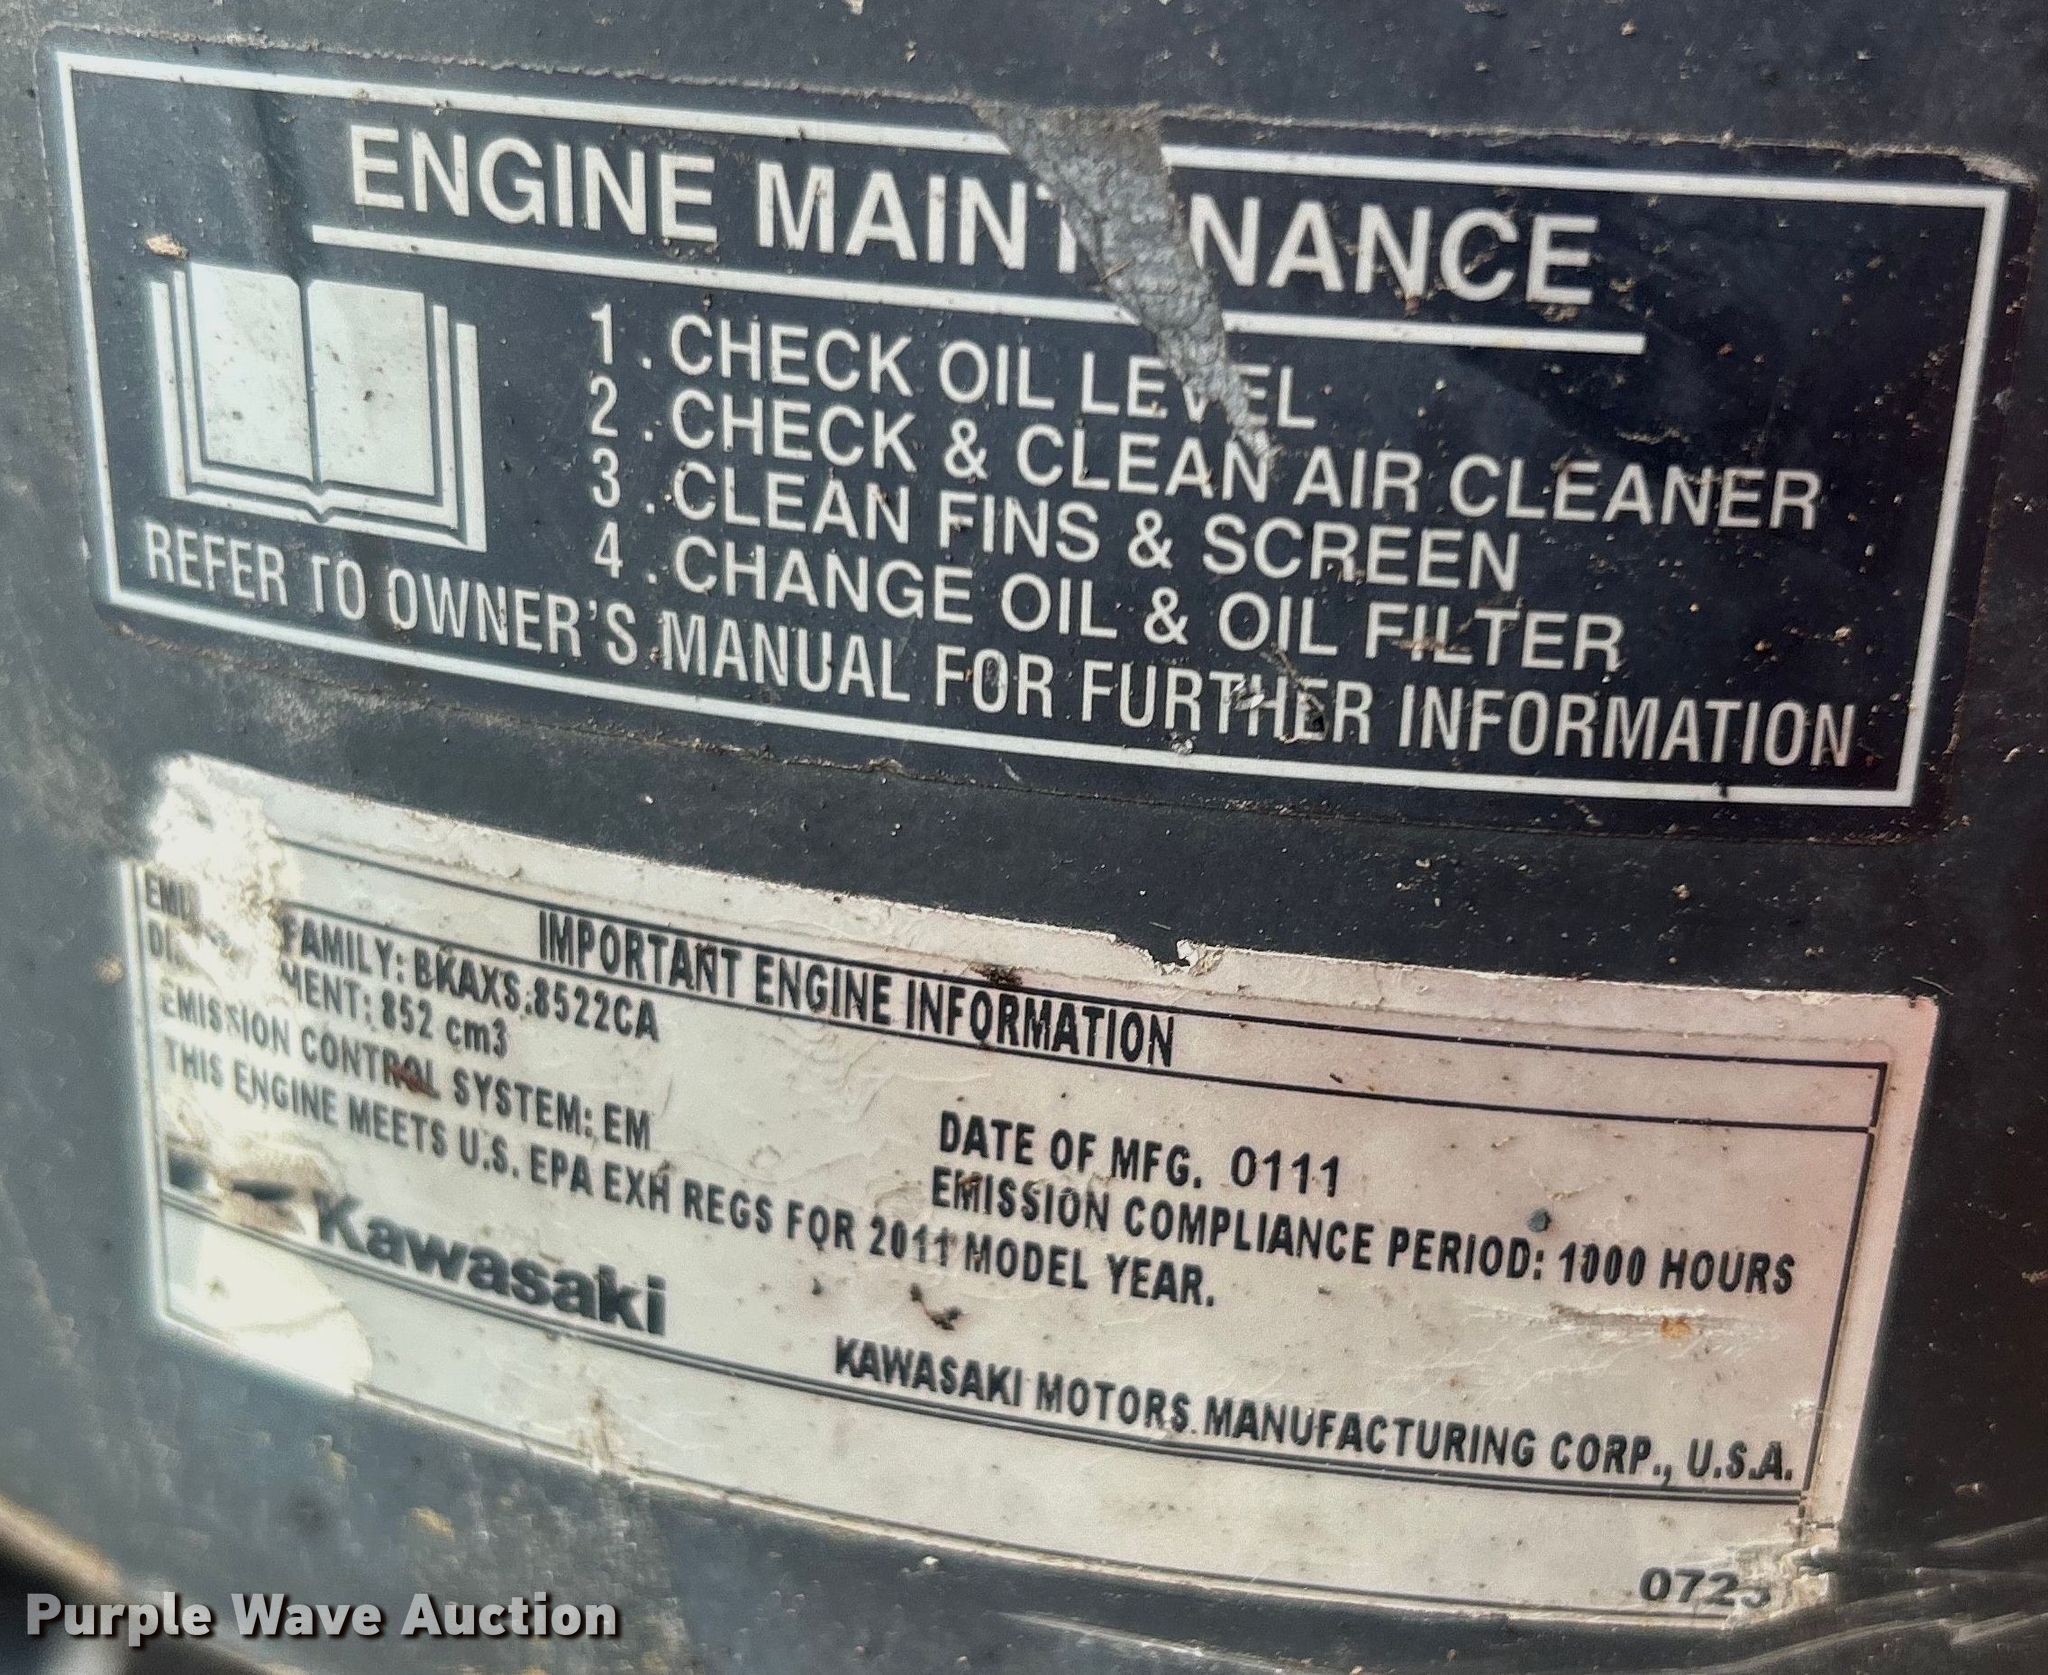 ENGINE MAINT NANCE
1. CHECK OIL LEVEL
2. CHECK & CLEAN AIR CLEANER
3. CLEAN FINS & SCREEN
4. CHANGE OIL & OIL FILTER
REFER TO OWNER'S MANUAL FOR FURTHER INFORMATION
IMPORTANT ENGINE INFORMATION
FAMILY: BKAXS.8522CA
MENT: 852 cm3
EMISSION CONTROL SYSTEM: EM
THIS ENGINE MEETS U.S. EPA EXH REGS FOR 2011 MODEL YEAR.
DATE OF MFG. 0111
EMISSION COMPLIANCE PERIOD: 1000 HOURS
Kawasaki
KAWASAKI MOTORS MANUFACTURING CORP., U.S.A.
Purple Wave Auction